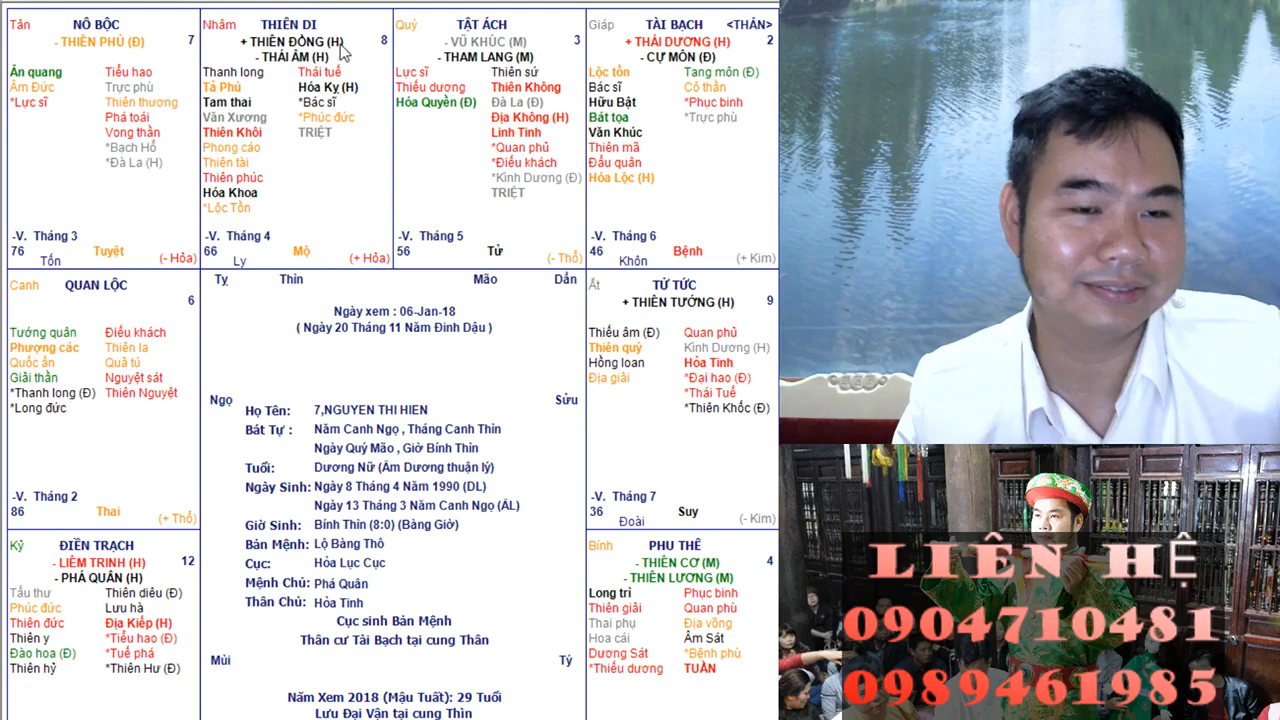 Tân NÔ BỘC
- THIÊN PHỦ (Đ) 7
Ân quang Tiểu hao
Âm Đức Trực phù
*Lực sĩ Thiên thương
Phá toái
Vong thần
*Bạch Hổ
*Đà La (H)
-V. Tháng 3
76 Tuyệt (- Hỏa)
Tốn
Nhâm THIÊN DI
+ THIÊN ĐỒNG (H) 8
- THÁI ÂM (H)
Thanh long Thái tuế
Tả Phù Hóa Kỵ (H)
Tam thai *Bác sĩ
Văn Xương *Phúc đức
Thiên Khôi TRIỆT
Phong cáo
Thiên tài
Thiên phúc
Hóa Khoa
*Lộc Tồn
-V. Tháng 4
66 Mộ (+ Hỏa)
Ly
Quý TẬT ÁCH
- VŨ KHÚC (M) 3
- THAM LANG (M)
Lực sĩ Thiên sứ
Thiếu dương Thiên Không
Hóa Quyền (Đ) Đà La (Đ)
Địa Không (H)
Linh Tinh
*Quan phủ
*Điếu khách
*Kình Dương (Đ)
TRIỆT
-V. Tháng 5
56 Tử (- Thổ)
Giáp TÀI BẠCH <THÂN>
+ THÁI DƯƠNG (H) 2
- CỰ MÔN (Đ)
Lộc tồn Tang môn (Đ)
Bác sĩ Cô thần
Hữu Bật *Phục binh
Bát tọa *Trực phù
Văn Khúc
Thiên mã
Đẩu quân
Hóa Lộc (H)
-V. Tháng 6
46 Bệnh (+ Kim)
Khôn
Canh QUAN LỘC
6
Tướng quân Điếu khách
Phượng các Thiên la
Quốc ấn Quả tú
Giải thần Nguyệt sát
*Thanh long (Đ) Thiên Nguyệt
*Long đức
-V. Tháng 2
86 Thai (+ Thổ)
Tỵ Thìn Mão Dần
Ngày xem : 06-Jan-18
( Ngày 20 Tháng 11 Năm Đinh Dậu )
Ngọ Sửu
Họ Tên: 7,NGUYEN THI HIEN
Bát Tự : Năm Canh Ngọ , Tháng Canh Thìn
Ngày Quý Mão , Giờ Bính Thìn
Tuổi: Dương Nữ (Âm Dương thuận lý)
Ngày Sinh: Ngày 8 Tháng 4 Năm 1990 (DL)
Ngày 13 Tháng 3 Năm Canh Ngọ (ÂL)
Giờ Sinh: Bính Thìn (8:0) (Bàng Giờ)
Bản Mệnh: Lộ Bàng Thổ
Cục: Hỏa Lục Cục
Mệnh Chủ: Phá Quân
Thân Chủ: Hỏa Tinh
Cục sinh Bản Mệnh
Thân cư Tài Bạch tại cung Thân
Mùi Tý
Năm Xem 2018 (Mậu Tuất): 29 Tuổi
Lưu Đại Vận tại cung Thìn
Ất TỬ TỨC
+ THIÊN TƯỚNG (H) 9
Thiếu âm (Đ) Quan phủ
Thiên quý Kình Dương (H)
Hồng loan Hỏa Tinh
Địa giải *Đại hao (Đ)
*Thái Tuế
*Thiên Khốc (Đ)
-V. Tháng 7
36 Suy (- Kim)
Đoài
Kỷ ĐIỀN TRẠCH
- LIÊM TRINH (H) 12
- PHÁ QUÂN (H)
Tấu thư Thiên diêu (Đ)
Phúc đức Lưu hà
Thiên đức Địa Kiếp (H)
Thiên y *Tiểu hao (Đ)
Đào hoa (Đ) *Tuế phá
Thiên hỷ *Thiên Hư (Đ)
Bính PHU THÊ
- THIÊN CƠ (M) 4
- THIÊN LƯƠNG (M)
Long trì Phục binh
Thiên giải Quan phù
Thai phụ Địa võng
Hoa cái Âm Sát
Dương Sát *Bệnh phù
*Thiếu dương TUẦN
LIÊN HỆ
0904710481
0989461985